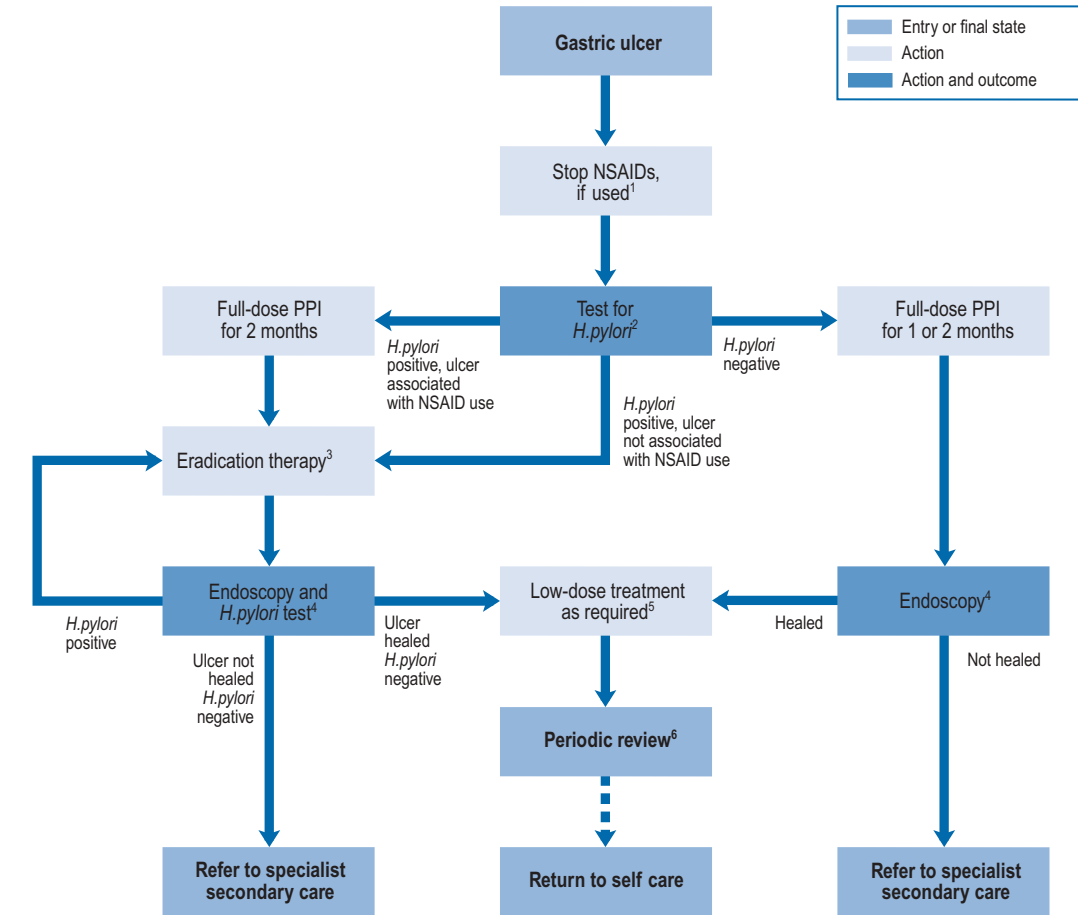 Gastric ulcer
Entry or final state
Action
Action and outcome
Stop NSAIDs,
if used1
Full-dose PPI
for 2 months
Test for
H.pylori2
Full-dose PPI
for 1 or 2 months
H.pylori
positive, ulcer
associated
with NSAID use
H.pylori
negative
H.pylori
positive, ulcer
not associated
with NSAID use
Eradication therapy3
Endoscopy and
H.pylori test4
Low-dose treatment
as required5
Endoscopy4
H.pylori
positive
Ulcer
healed
H.pylori
negative
Healed
Ulcer not
healed
H.pylori
negative
Not healed
Periodic review6
Refer to specialist
secondary care
Return to self care
Refer to specialist
secondary care